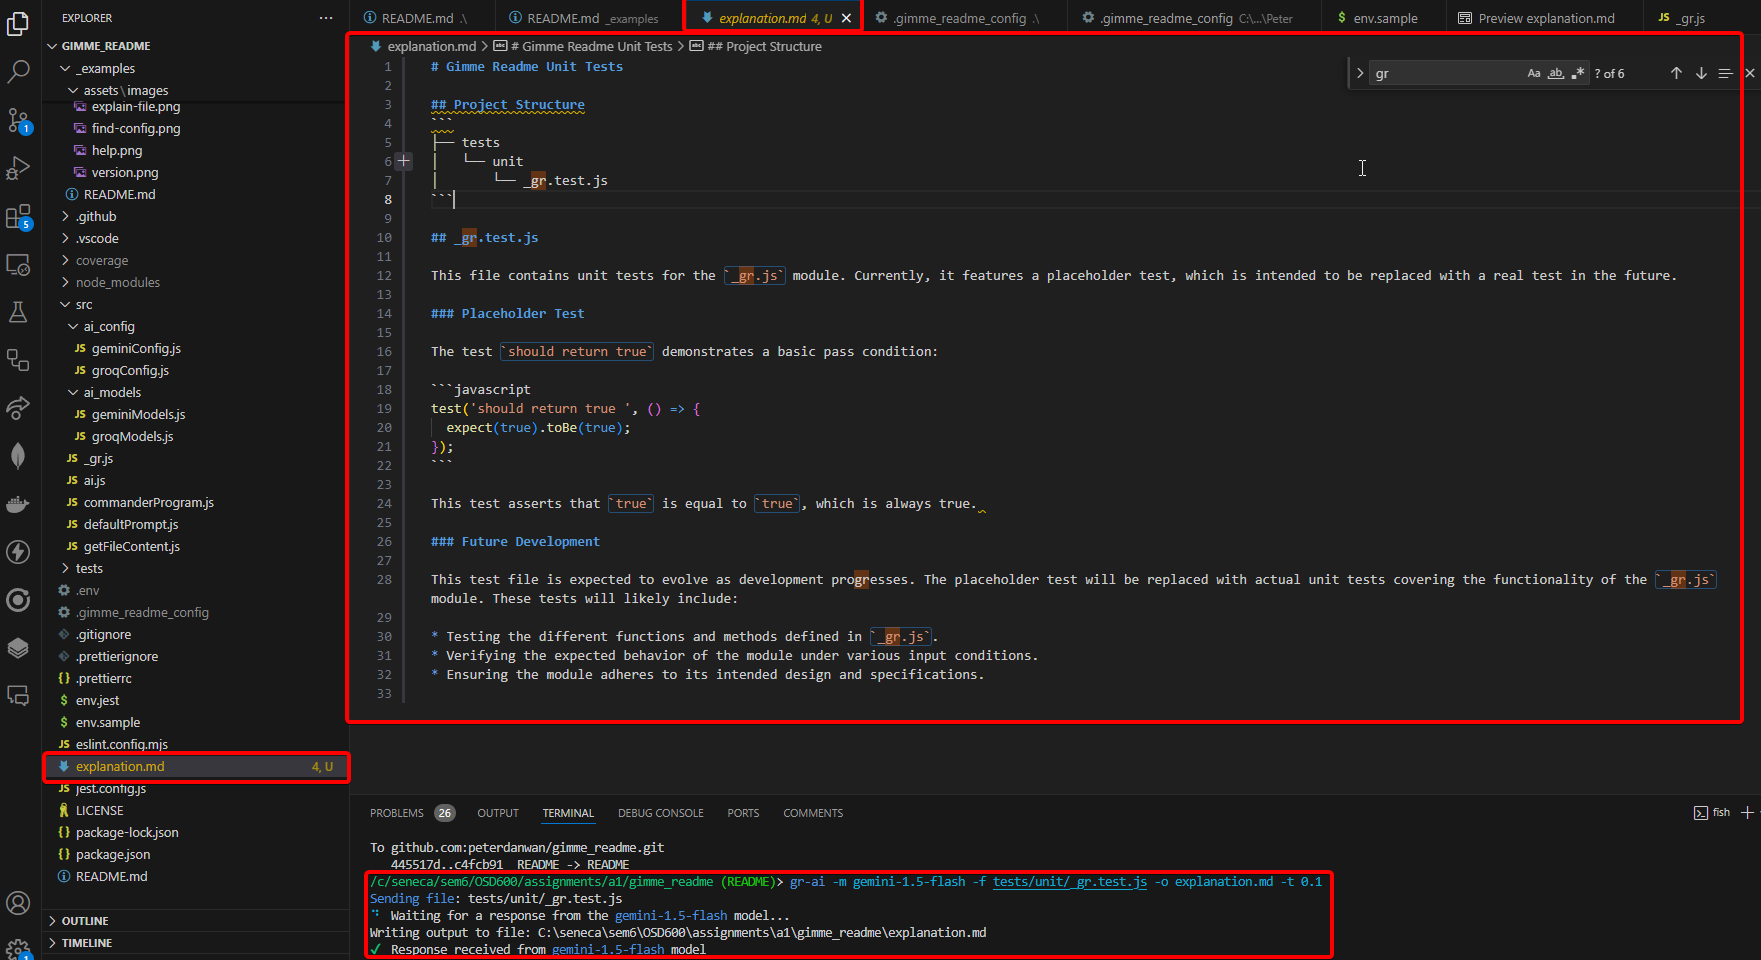 EXPLORER
GIMME_README
_examples
assets \ images
explain-file.png
find-config.png
help.png
version.png
README.md
.github
.vscode
coverage
node_modules
src
ai_config
JS geminiConfig.js
JS groqConfig.js
ai_models
JS geminiModels.js
JS groqModels.js
JS _gr.js
JS ai.js
JS commanderProgram.js
JS defaultPrompt.js
JS getFileContent.js
tests
.env
.gimme_readme_config
.gitignore
.prettierignore
{} .prettierrc
$ env.jest
$ env.sample
JS eslint.config.mjs
explanation.md 4, U
JS jest.config.js
LICENSE
{} package-lock.json
{} package.json
README.md
OUTLINE
TIMELINE
1
5
1
README.md .\
README.md _examples
explanation.md 4, U
.gimme_readme_config .\
.gimme_readme_config C:\...\Peter
$ env.sample
Preview explanation.md
JS _gr.js
explanation.md > # Gimme Readme Unit Tests > ## Project Structure
gr Aa ab .* ? of 6
1 # Gimme Readme Unit Tests
2
3 ## Project Structure
4 ```
5 ├── tests
6 │   └── unit
7 │       └── _gr.test.js
8 ```
9
10 ## _gr.test.js
11
12 This file contains unit tests for the `_gr.js` module. Currently, it features a placeholder test, which is intended to be replaced with a real test in the future.
13
14 ### Placeholder Test
15
16 The test `should return true` demonstrates a basic pass condition:
17
18 ```javascript
19 test('should return true ', () => {
20   expect(true).toBe(true);
21 });
22 ```
23
24 This test asserts that `true` is equal to `true`, which is always true.
25
26 ### Future Development
27
28 This test file is expected to evolve as development progresses. The placeholder test will be replaced with actual unit tests covering the functionality of the `_gr.js`
module. These tests will likely include:
29
30 * Testing the different functions and methods defined in `_gr.js`.
31 * Verifying the expected behavior of the module under various input conditions.
32 * Ensuring the module adheres to its intended design and specifications.
33
PROBLEMS 26 OUTPUT TERMINAL DEBUG CONSOLE PORTS COMMENTS
fish
To github.com:peterdanwan/gimme_readme.git
445517d..c4fcb91  README -> README
/c/seneca/sem6/OSD600/assignments/a1/gimme_readme (README)> gr-ai -m gemini-1.5-flash -f tests/unit/_gr.test.js -o explanation.md -t 0.1
Sending file: tests/unit/_gr.test.js
Waiting for a response from the gemini-1.5-flash model...
Writing output to file: C:\seneca\sem6\OSD600\assignments\a1\gimme_readme\explanation.md
✓ Response received from gemini-1.5-flash model